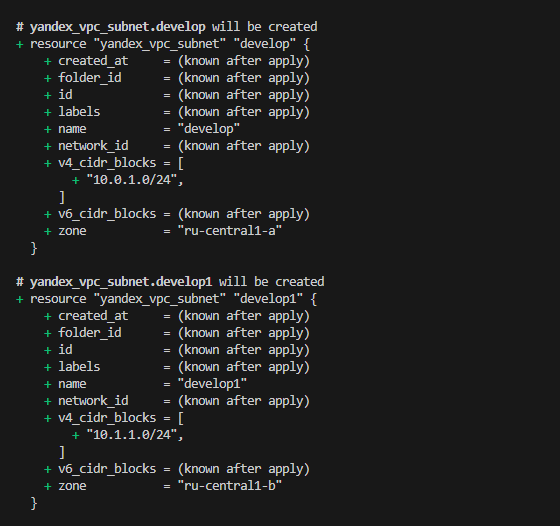 # yandex_vpc_subnet.develop will be created
+ resource "yandex_vpc_subnet" "develop" {
    + created_at     = (known after apply)
    + folder_id      = (known after apply)
    + id             = (known after apply)
    + labels         = (known after apply)
    + name           = "develop"
    + network_id     = (known after apply)
    + v4_cidr_blocks = [
        + "10.0.1.0/24",
      ]
    + v6_cidr_blocks = (known after apply)
    + zone           = "ru-central1-a"
  }

# yandex_vpc_subnet.develop1 will be created
+ resource "yandex_vpc_subnet" "develop1" {
    + created_at     = (known after apply)
    + folder_id      = (known after apply)
    + id             = (known after apply)
    + labels         = (known after apply)
    + name           = "develop1"
    + network_id     = (known after apply)
    + v4_cidr_blocks = [
        + "10.1.1.0/24",
      ]
    + v6_cidr_blocks = (known after apply)
    + zone           = "ru-central1-b"
  }